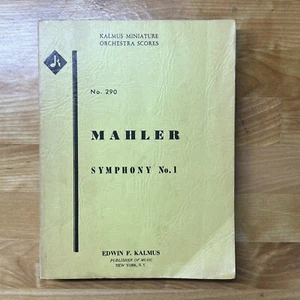 KALMUS MINIATURE
ORCHESTRA SCORES
No. 290
MAHLER
SYMPHONY No. 1
EDWIN F. KALMUS
PUBLISHER OF MUSIC
NEW YORK, N.Y.